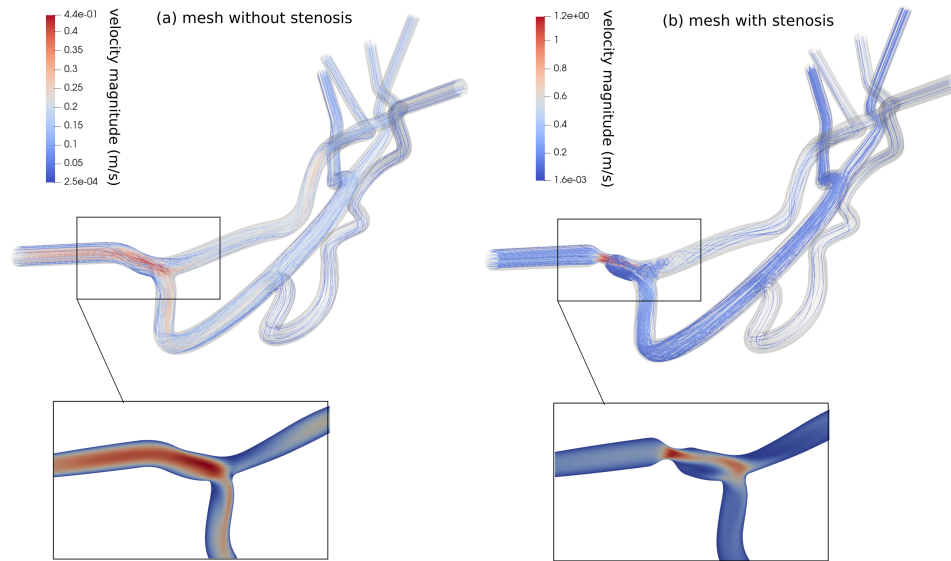 (a) mesh without stenosis
4.4e-01
0.4
0.35
0.3
0.25
0.2
0.15
0.1
0.05
2.5e-04
velocity magnitude (m/s)
(b) mesh with stenosis
1.2e+00
1
0.8
0.6
0.4
0.2
1.6e-03
velocity magnitude (m/s)